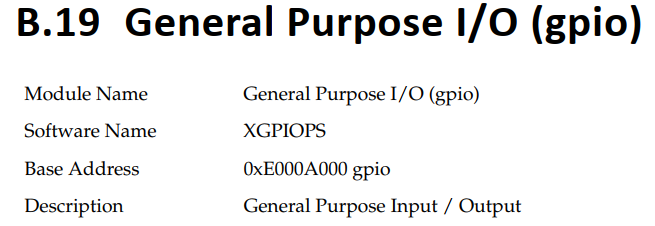 B.19 General Purpose I/O (gpio)
Module Name General Purpose I/O (gpio)
Software Name XGPIOPS
Base Address 0xE000A000 gpio
Description General Purpose Input / Output